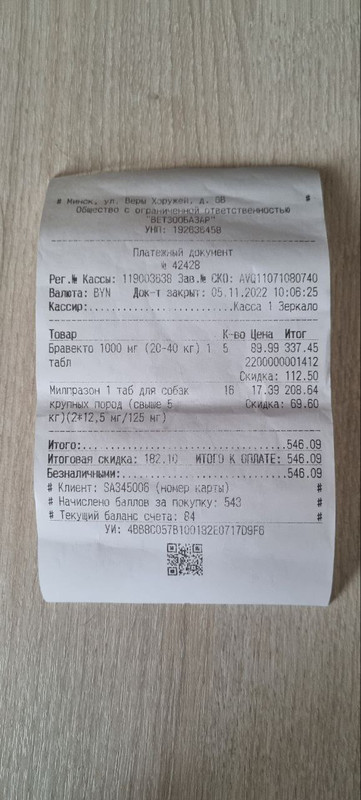 # Минск, ул. Веры Хоружей, д. 6В #
Общество с ограниченной ответственностью
"ВЕТЗООБАЗАР"
УНП: 192636450
Платежный документ
№ 42428
Рег.№ Кассы: 119003639 Зав.№ СКО: AVQ11071080740
Валюта: BYN Док-т закрыт: 05.11.2022 10:06:25
Кассир:........................Касса 1 Зеркало
Товар К-во Цена Итог
Бравекто 1000 мг (20-40 кг) 1 5 89.99 337.45
табл 2200000001412
Скидка: 112.50
Милпразон 1 таб для собак 16 17.39 208.64
крупных пород (свыше 5 Скидка: 69.60
кг)(2*12,5 мг/125 мг)
Итого:..................................546.09
Итоговая скидка: 182.10 ИТОГО К ОПЛАТЕ: 546.09
Безналичными:...........................546.09
# Клиент: SA345006 (номер карты) #
# Начислено баллов за покупку: 543 #
# Текущий баланс счета: 84 #
УИ: 4B88C057B100182E0717D9F6